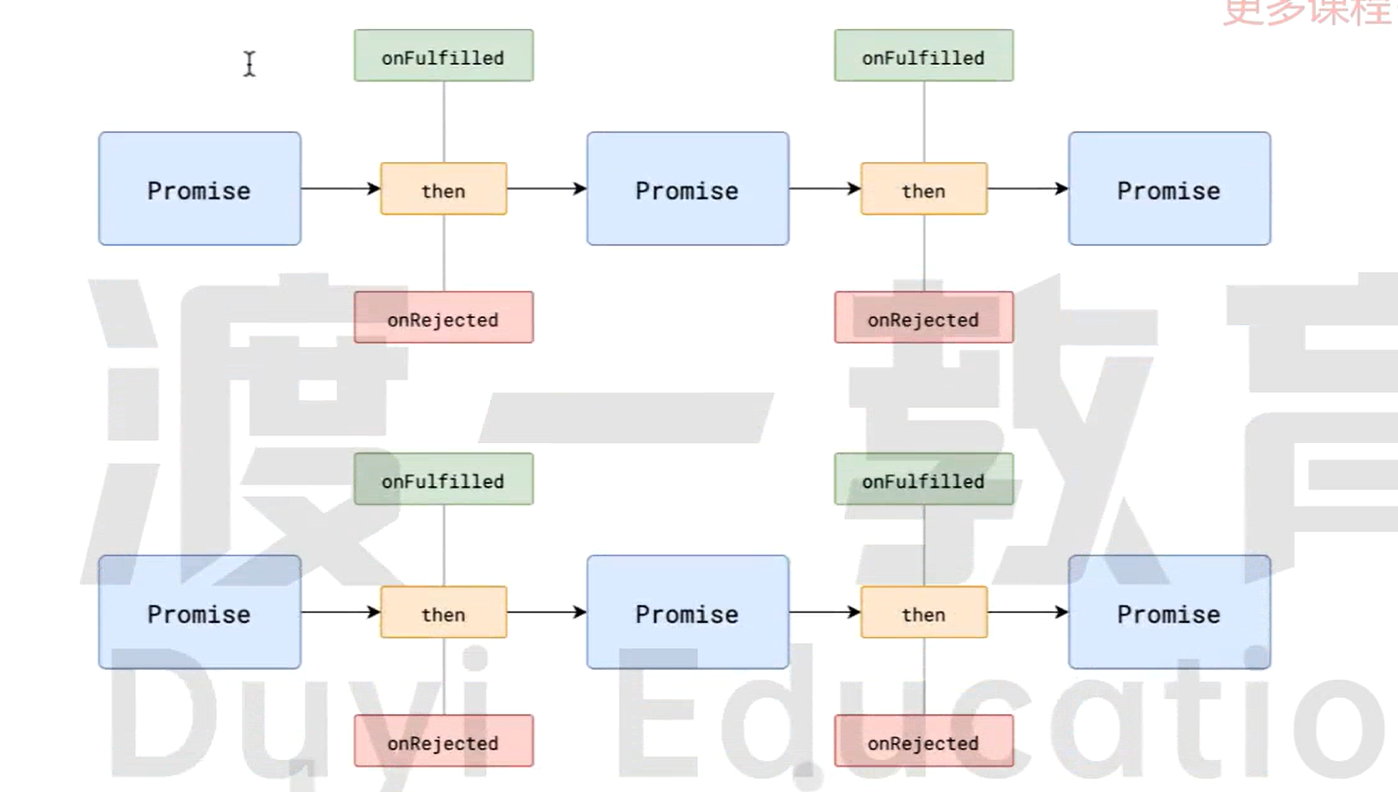 更多课程
onFulfilled onFulfilled
Promise then Promise then Promise
onRejected onRejected
渡一教育
onFulfilled onFulfilled
Promise then Promise then Promise
onRejected onRejected
Duyi Educatio